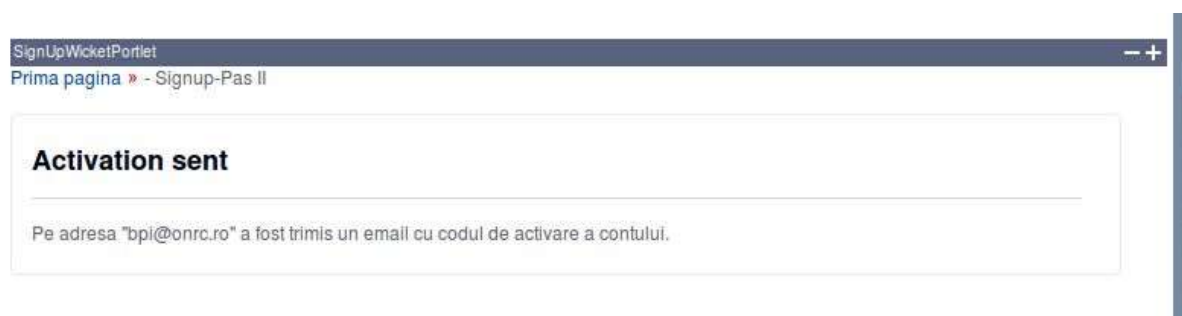 SignUpWicketPortlet
Prima pagina » - Signup-Pas II
Activation sent
Pe adresa "bpi@onrc.ro" a fost trimis un email cu codul de activare a contului.